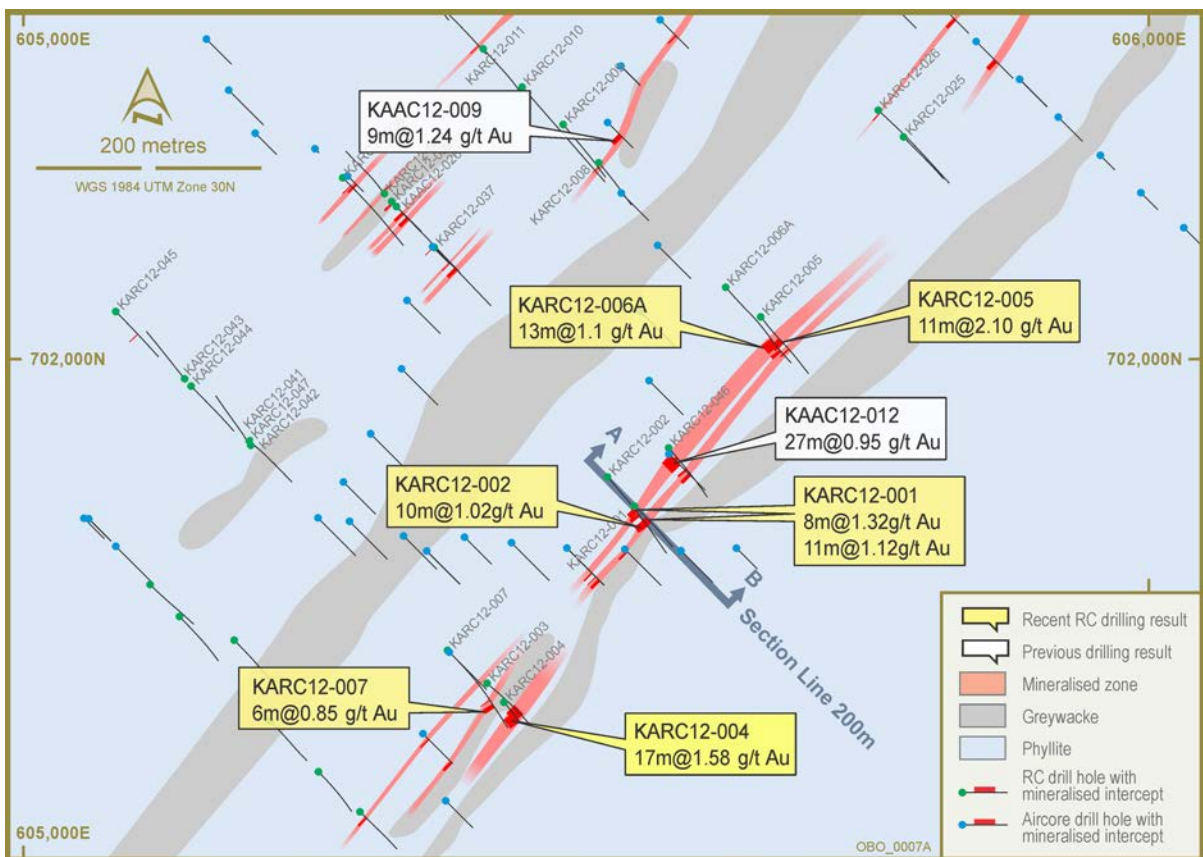 605,000E
606,000E
KARC12-011
KARC12-010
KARC12-026
KARC12-025
N
200 metres
WGS 1984 UTM Zone 30N
KAAC12-009
9m@1.24 g/t Au
KARC12-008
KARC12-037
KARC12-045
KARC12-006A
KARC12-005
KARC12-006A
13m@1.1 g/t Au
KARC12-005
11m@2.10 g/t Au
702,000N
702,000N
KARC12-043
KARC12-044
KARC12-041
KARC12-047
KARC12-042
KARC12-046
KARC12-002
A
KAAC12-012
27m@0.95 g/t Au
KARC12-002
10m@1.02g/t Au
KARC12-001
8m@1.32g/t Au
11m@1.12g/t Au
KARC12-001
B
Section Line 200m
KARC12-007
KARC12-003
KARC12-004
KARC12-007
6m@0.85 g/t Au
KARC12-004
17m@1.58 g/t Au
Recent RC drilling result
Previous drilling result
Mineralised zone
Greywacke
Phyllite
RC drill hole with
mineralised intercept
Aircore drill hole with
mineralised intercept
605,000E
OBO_0007A